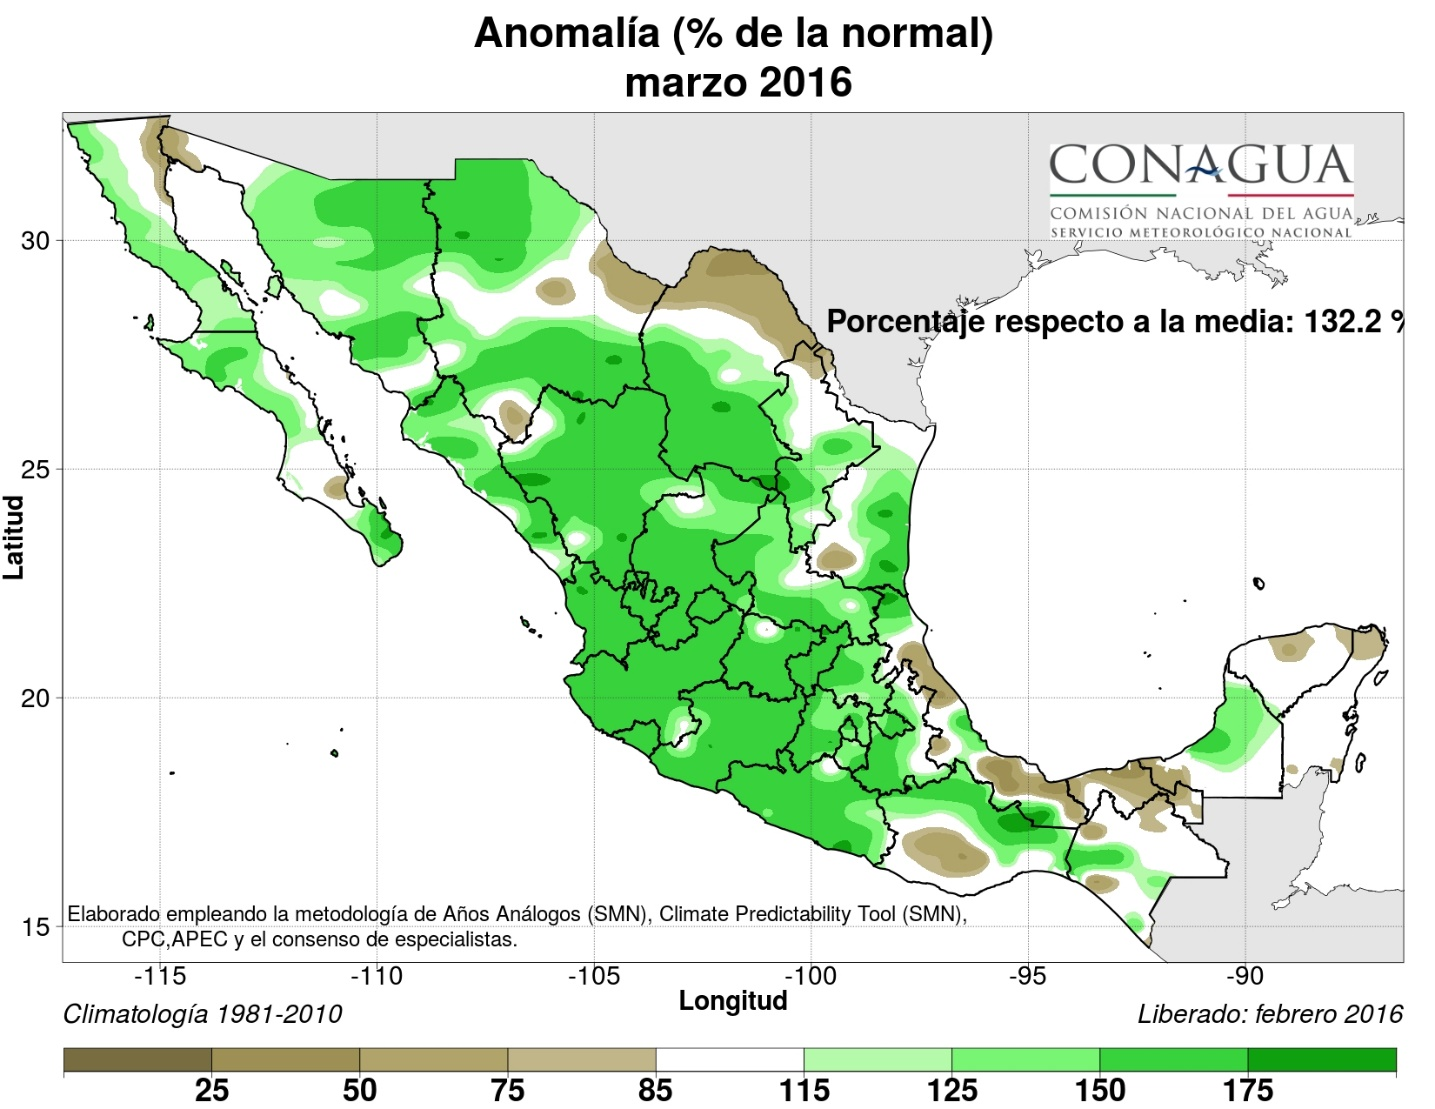 Anomalía (% de la normal)
marzo 2016
CONAGUA
COMISIÓN NACIONAL DEL AGUA
SERVICIO METEOROLÓGICO NACIONAL
Porcentaje respecto a la media: 132.2 %
30
25
20
15
Latitud
Elaborado empleando la metodología de Años Análogos (SMN), Climate Predictability Tool (SMN),
CPC,APEC y el consenso de especialistas.
-115 -110 -105 -100 -95 -90
Longitud
Climatología 1981-2010
Liberado: febrero 2016
25 50 75 85 115 125 150 175